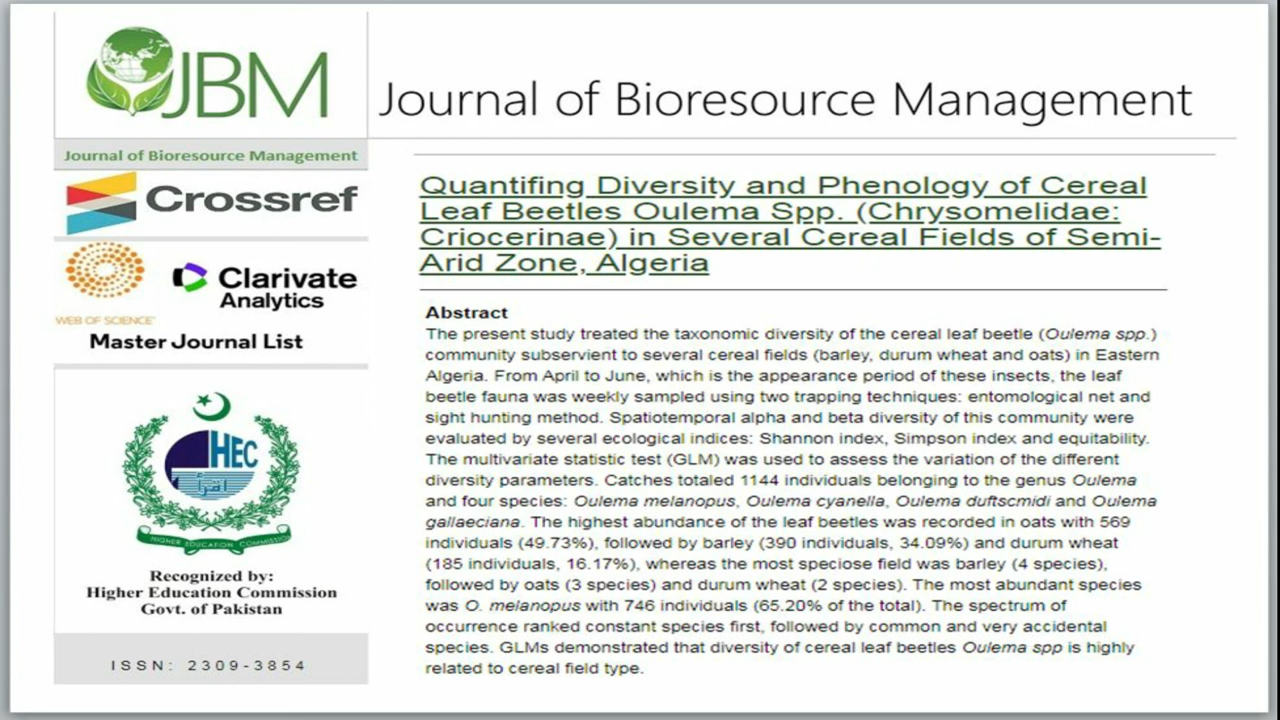 JBM
Journal of Bioresource Management
Journal of Bioresource Management
Crossref
WEB OF SCIENCE™
Clarivate
Analytics
Master Journal List
HEC
اقرأ
HIGHER EDUCATION COMMISSION
Recognized by:
Higher Education Commission
Govt. of Pakistan
ISSN: 2309-3854
Quantifing Diversity and Phenology of Cereal
Leaf Beetles Oulema Spp. (Chrysomelidae:
Criocerinae) in Several Cereal Fields of Semi-
Arid Zone, Algeria
Abstract
The present study treated the taxonomic diversity of the cereal leaf beetle (Oulema spp.)
community subservient to several cereal fields (barley, durum wheat and oats) in Eastern
Algeria. From April to June, which is the appearance period of these insects, the leaf
beetle fauna was weekly sampled using two trapping techniques: entomological net and
sight hunting method. Spatiotemporal alpha and beta diversity of this community were
evaluated by several ecological indices: Shannon index, Simpson index and equitability.
The multivariate statistic test (GLM) was used to assess the variation of the different
diversity parameters. Catches totaled 1144 individuals belonging to the genus Oulema
and four species: Oulema melanopus, Oulema cyanella, Oulema duftscmidi and Oulema
gallaeciana. The highest abundance of the leaf beetles was recorded in oats with 569
individuals (49.73%), followed by barley (390 individuals, 34.09%) and durum wheat
(185 individuals, 16.17%), whereas the most speciose field was barley (4 species),
followed by oats (3 species) and durum wheat (2 species). The most abundant species
was O. melanopus with 746 individuals (65.20% of the total). The spectrum of
occurrence ranked constant species first, followed by common and very accidental
species. GLMs demonstrated that diversity of cereal leaf beetles Oulema spp is highly
related to cereal field type.